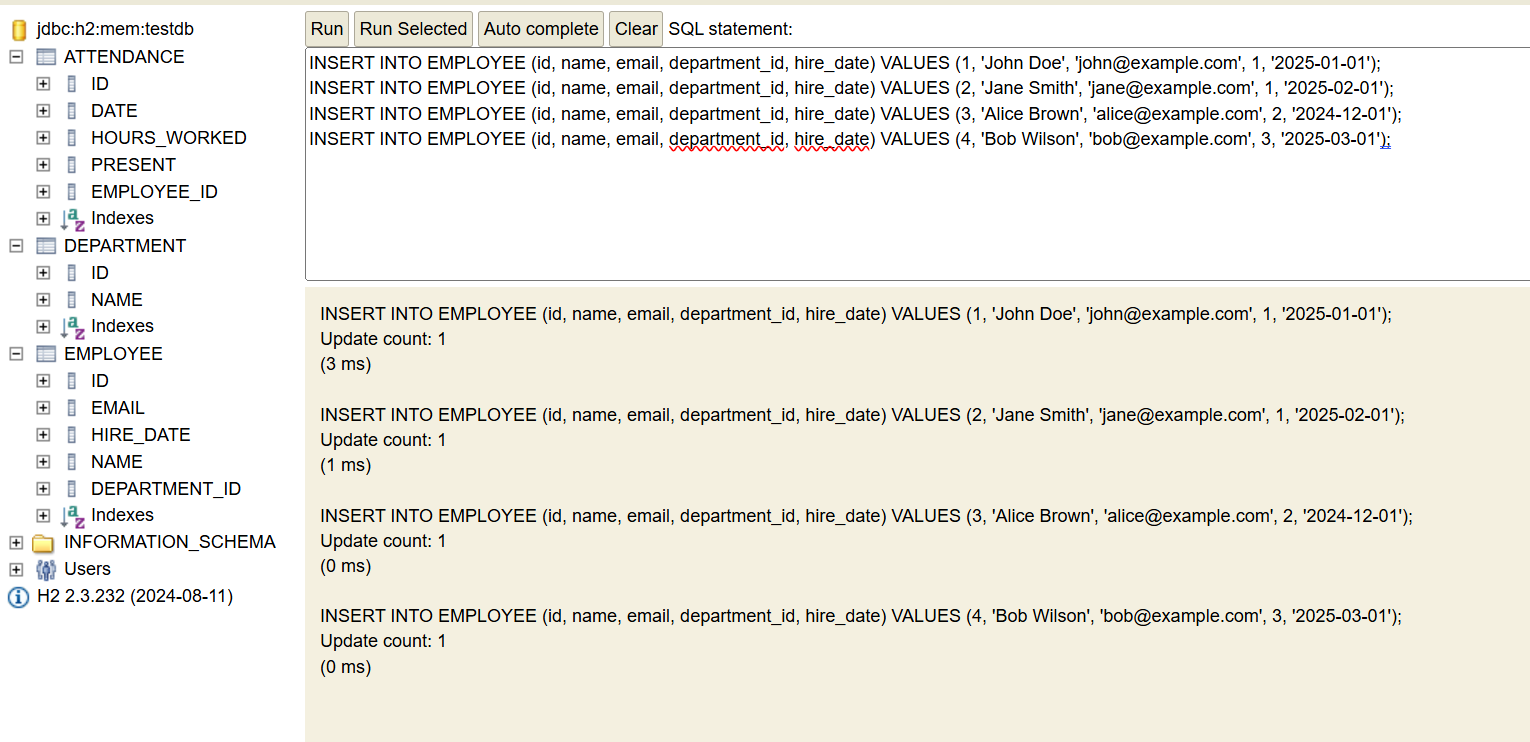 jdbc:h2:mem:testdb
ATTENDANCE
ID
DATE
HOURS_WORKED
PRESENT
EMPLOYEE_ID
Indexes
DEPARTMENT
ID
NAME
Indexes
EMPLOYEE
ID
EMAIL
HIRE_DATE
NAME
DEPARTMENT_ID
Indexes
INFORMATION_SCHEMA
Users
H2 2.3.232 (2024-08-11)
Run Run Selected Auto complete Clear SQL statement:
INSERT INTO EMPLOYEE (id, name, email, department_id, hire_date) VALUES (1, 'John Doe', 'john@example.com', 1, '2025-01-01');
INSERT INTO EMPLOYEE (id, name, email, department_id, hire_date) VALUES (2, 'Jane Smith', 'jane@example.com', 1, '2025-02-01');
INSERT INTO EMPLOYEE (id, name, email, department_id, hire_date) VALUES (3, 'Alice Brown', 'alice@example.com', 2, '2024-12-01');
INSERT INTO EMPLOYEE (id, name, email, department_id, hire_date) VALUES (4, 'Bob Wilson', 'bob@example.com', 3, '2025-03-01');
INSERT INTO EMPLOYEE (id, name, email, department_id, hire_date) VALUES (1, 'John Doe', 'john@example.com', 1, '2025-01-01');
Update count: 1
(3 ms)
INSERT INTO EMPLOYEE (id, name, email, department_id, hire_date) VALUES (2, 'Jane Smith', 'jane@example.com', 1, '2025-02-01');
Update count: 1
(1 ms)
INSERT INTO EMPLOYEE (id, name, email, department_id, hire_date) VALUES (3, 'Alice Brown', 'alice@example.com', 2, '2024-12-01');
Update count: 1
(0 ms)
INSERT INTO EMPLOYEE (id, name, email, department_id, hire_date) VALUES (4, 'Bob Wilson', 'bob@example.com', 3, '2025-03-01');
Update count: 1
(0 ms)